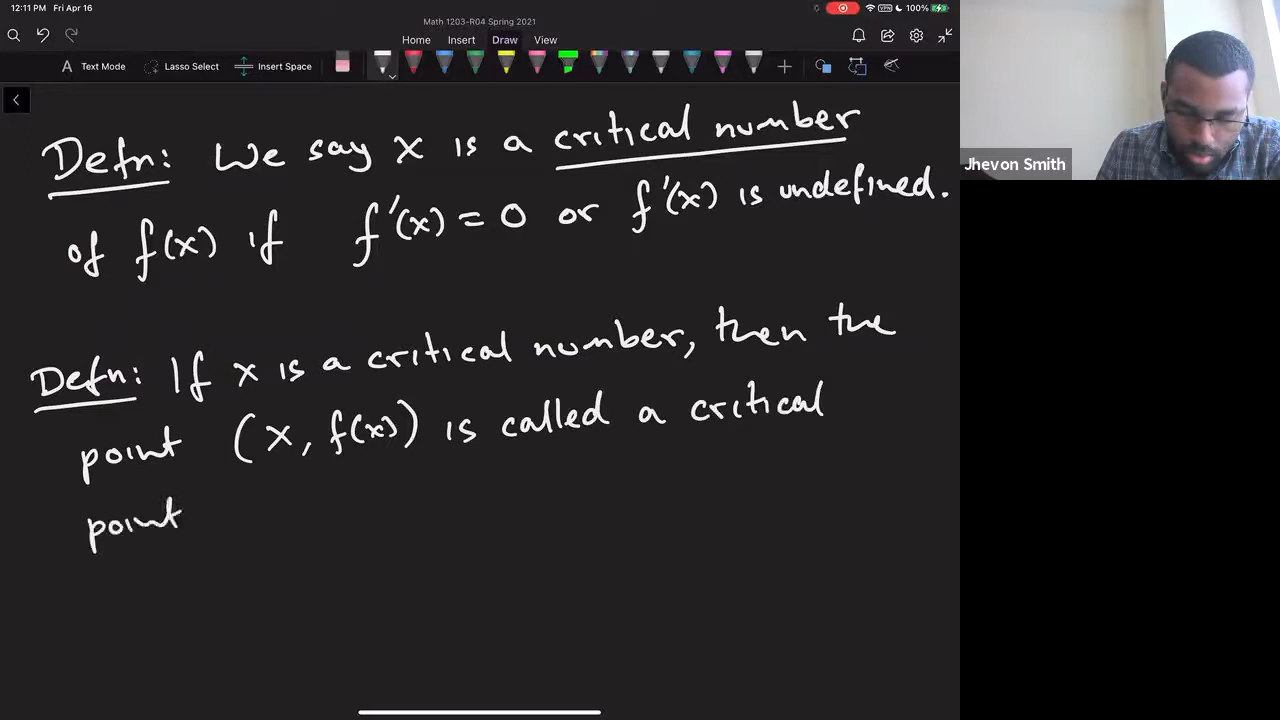 12:11 PM Fri Apr 16
VPN 100%
Math 1203-R04 Spring 2021
Home Insert Draw View
A Text Mode Lasso Select Insert Space
Defn: We say x is a critical number
of f(x) if f'(x) = 0 or f'(x) is undefined.
Defn: If x is a critical number, then the
point (x, f(x)) is called a critical
point
Jhevon Smith